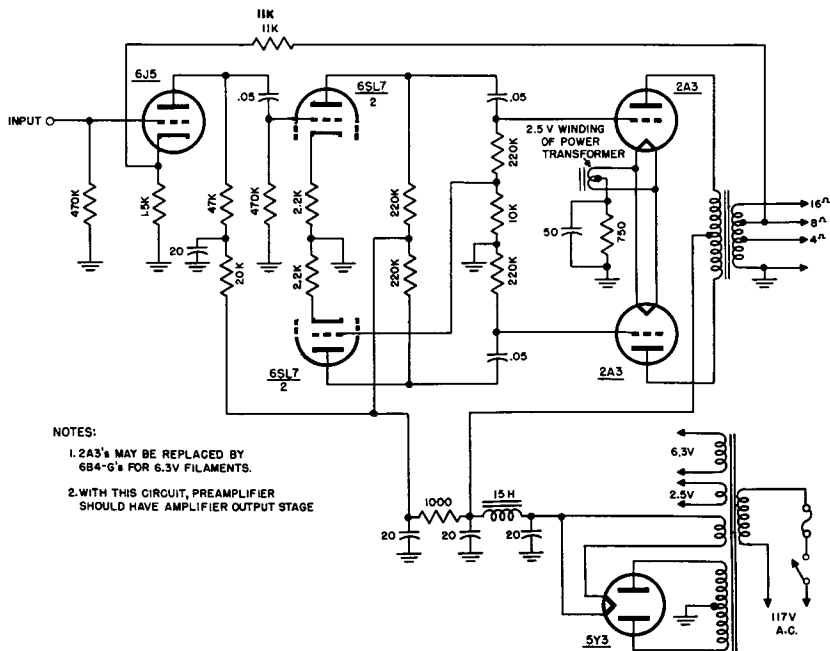 11K
11K
6J5
6SL7
2
2A3
.05
.05
INPUT
2.5 V WINDING
OF POWER
TRANSFORMER
220K
470K
1.5K
47K
470K
2.2K
220K
10K
50
750
16Ω
8Ω
4Ω
20
20K
2.2K
220K
220K
6SL7
2
.05
2A3
NOTES:
1. 2A3's MAY BE REPLACED BY
6B4-G's FOR 6.3V FILAMENTS.
2. WITH THIS CIRCUIT, PREAMPLIFIER
SHOULD HAVE AMPLIFIER OUTPUT STAGE
6.3V
2.5V
1000
15 H
20
20
20
5Y3
117V
A.C.